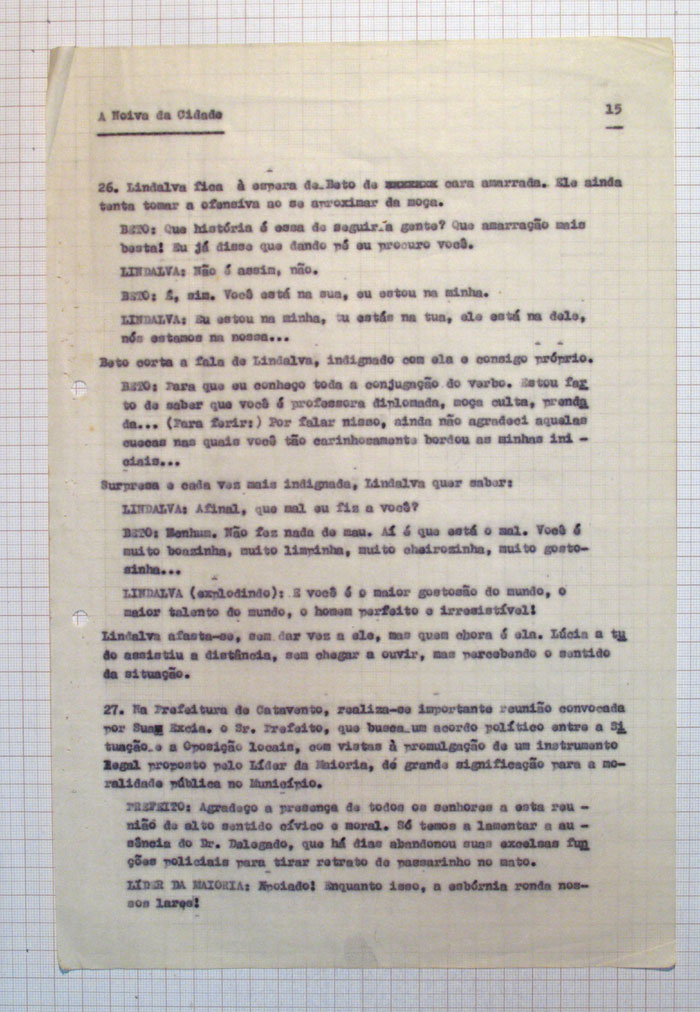 A Noiva da Cidade
15
26. Lindalva fica à espera de Beto de xxxxxxx cara amarrada. Ele ainda
tenta tomar a ofensiva ao se aproximar da moça.
BETO: Que história é essa de seguir a gente? Que amarração mais
besta! Eu já disse que dando pé eu procuro você.
LINDALVA: Não é assim, não.
BETO: É, sim. Você está na sua, eu estou na minha.
LINDALVA: Eu estou na minha, tu estás na tua, ele está na dele,
nós estamos na nossa...
Beto corta a fala de Lindalva, indignado com ela e consigo próprio.
BETO: Para que eu conheço toda a conjugação do verbo. Estou far
to de saber que você é professora diplomada, moça culta, prenda
da... (Para ferir:) Por falar nisso, ainda não agradeci aquelas
cuecas nas quais você tão carinhosamente bordou as minhas ini -
ciais...
Surpresa e cada vez mais indignada, Lindalva quer saber:
LINDALVA: Afinal, que mal eu fiz a você?
BETO: Nenhum. Não fez nada de mau. Aí é que está o mal. Você é
muito boazinha, muito limpinha, muito cheirozinha, muito gosto-
sinha...
LINDALVA (explodindo): E você é o maior gostosão do mundo, o
maior talento do mundo, o homem perfeito e irresistível!
Lindalva afasta-se, sem dar vez a ele, mas quem chora é ela. Lúcia a tu
do assistiu a distância, sem chegar a ouvir, mas percebendo o sentido
da situação.
27. Na Prefeitura de Catavento, realiza-se importante reunião convocada
por Sua Excia. o Sr. Prefeito, que busca um acordo político entre a Si
tuação e a Oposição locais, com vistas à promulgação de um instrumento
legal proposto pelo Líder da Maioria, de grande significação para a mo-
ralidade pública no Município.
PREFEITO: Agradeço a presença de todos os senhores a esta reu -
nião de alto sentido cívico e moral. Só temos a lamentar a au -
sência do Dr. Delegado, que há dias abandonou suas excelsas fun
ções policiais para tirar retrato de passarinho no mato.
LÍDER DA MAIORIA: Apoiado! Enquanto isso, a esbórnia ronda nos-
sos lares!